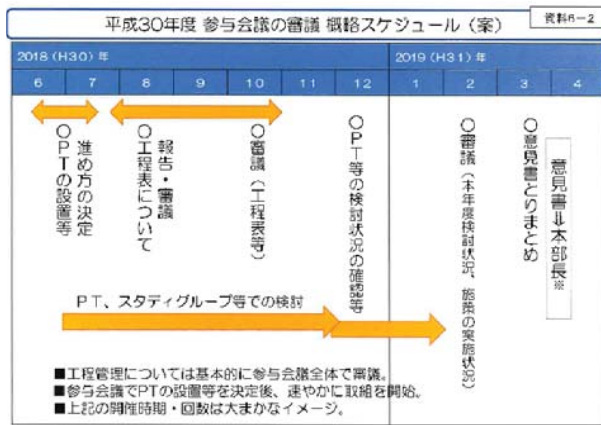 平成30年度 参与会議の審議 概略スケジュール（案）
資料6－2
2018（H30）年
2019（H31）年
6 7 8 9 10 11 12 1 2 3 4
○PTの設置等
進め方の決定
○工程表について
報告・審議
○審議（工程表等）
○PT等の検討状況の確認等
○審議（本年度検討状況、施策の実施状況）
○意見書とりまとめ
意見書⇒本部長※
PT、スタディグループ等での検討
■工程管理については基本的に参与会議全体で審議。
■参与会議でPTの設置等を決定後、速やかに取組を開始。
■上記の開催時期・回数は大まかなイメージ。